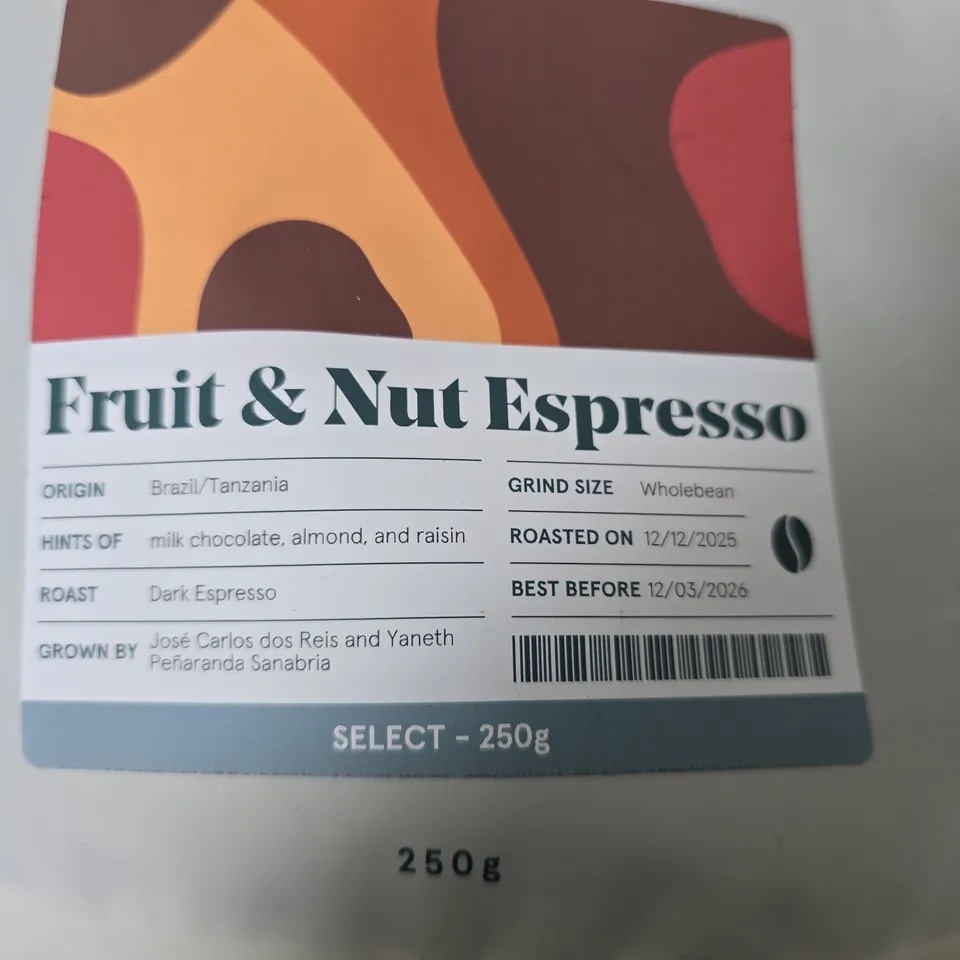 Fruit & Nut Espresso
ORIGIN Brazil/Tanzania
HINTS OF milk chocolate, almond, and raisin
ROAST Dark Espresso
GROWN BY José Carlos dos Reis and Yaneth
Peñaranda Sanabria
GRIND SIZE Wholebean
ROASTED ON 12/12/2025
BEST BEFORE 12/03/2026
SELECT - 250g
250g